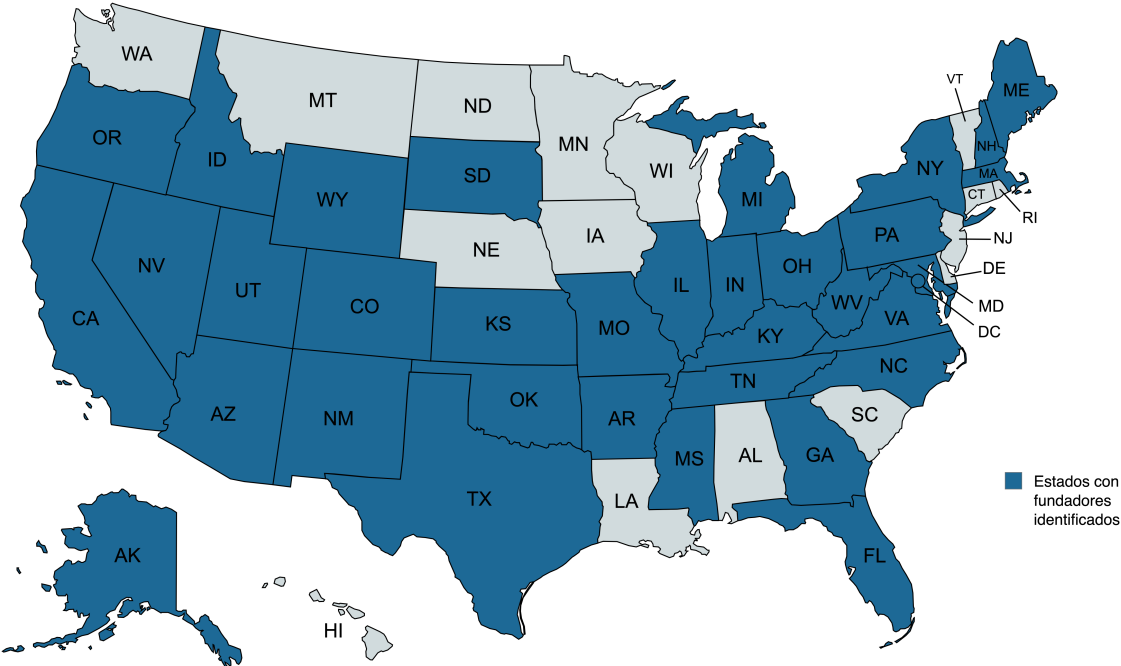 WA
MT
ND
MN
VT
ME
OR
ID
SD
WI
NY
NH
MA
WY
MI
CT
RI
NE
IA
PA
NJ
NV
UT
CO
IL
IN
OH
DE
CA
KS
MO
WV
VA
MD
KY
DC
AZ
NM
OK
AR
TN
NC
SC
TX
LA
MS
AL
GA
AK
FL
HI
Estados con
fundadores
identificados